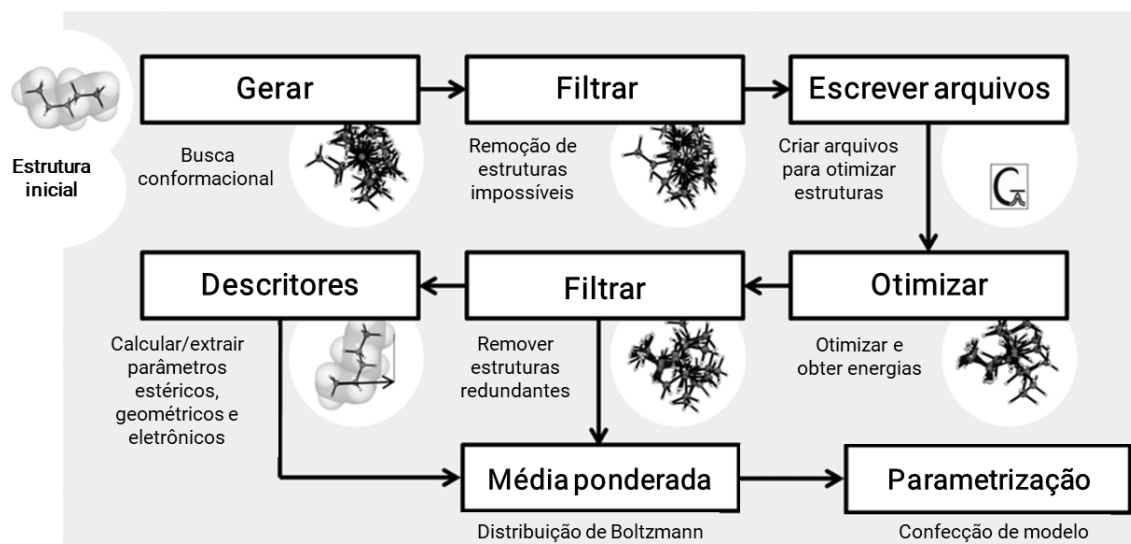 Estrutura
inicial
Gerar
Busca
conformacional
Filtrar
Remoção de
estruturas
impossíveis
Escrever arquivos
Criar arquivos
para otimizar
estruturas
Otimizar
Otimizar e
obter energias
Filtrar
Remover
estruturas
redundantes
Descritores
Calcular/extrair
parâmetros
estéricos,
geométricos e
eletrônicos
Média ponderada
Distribuição de Boltzmann
Parametrização
Confecção de modelo